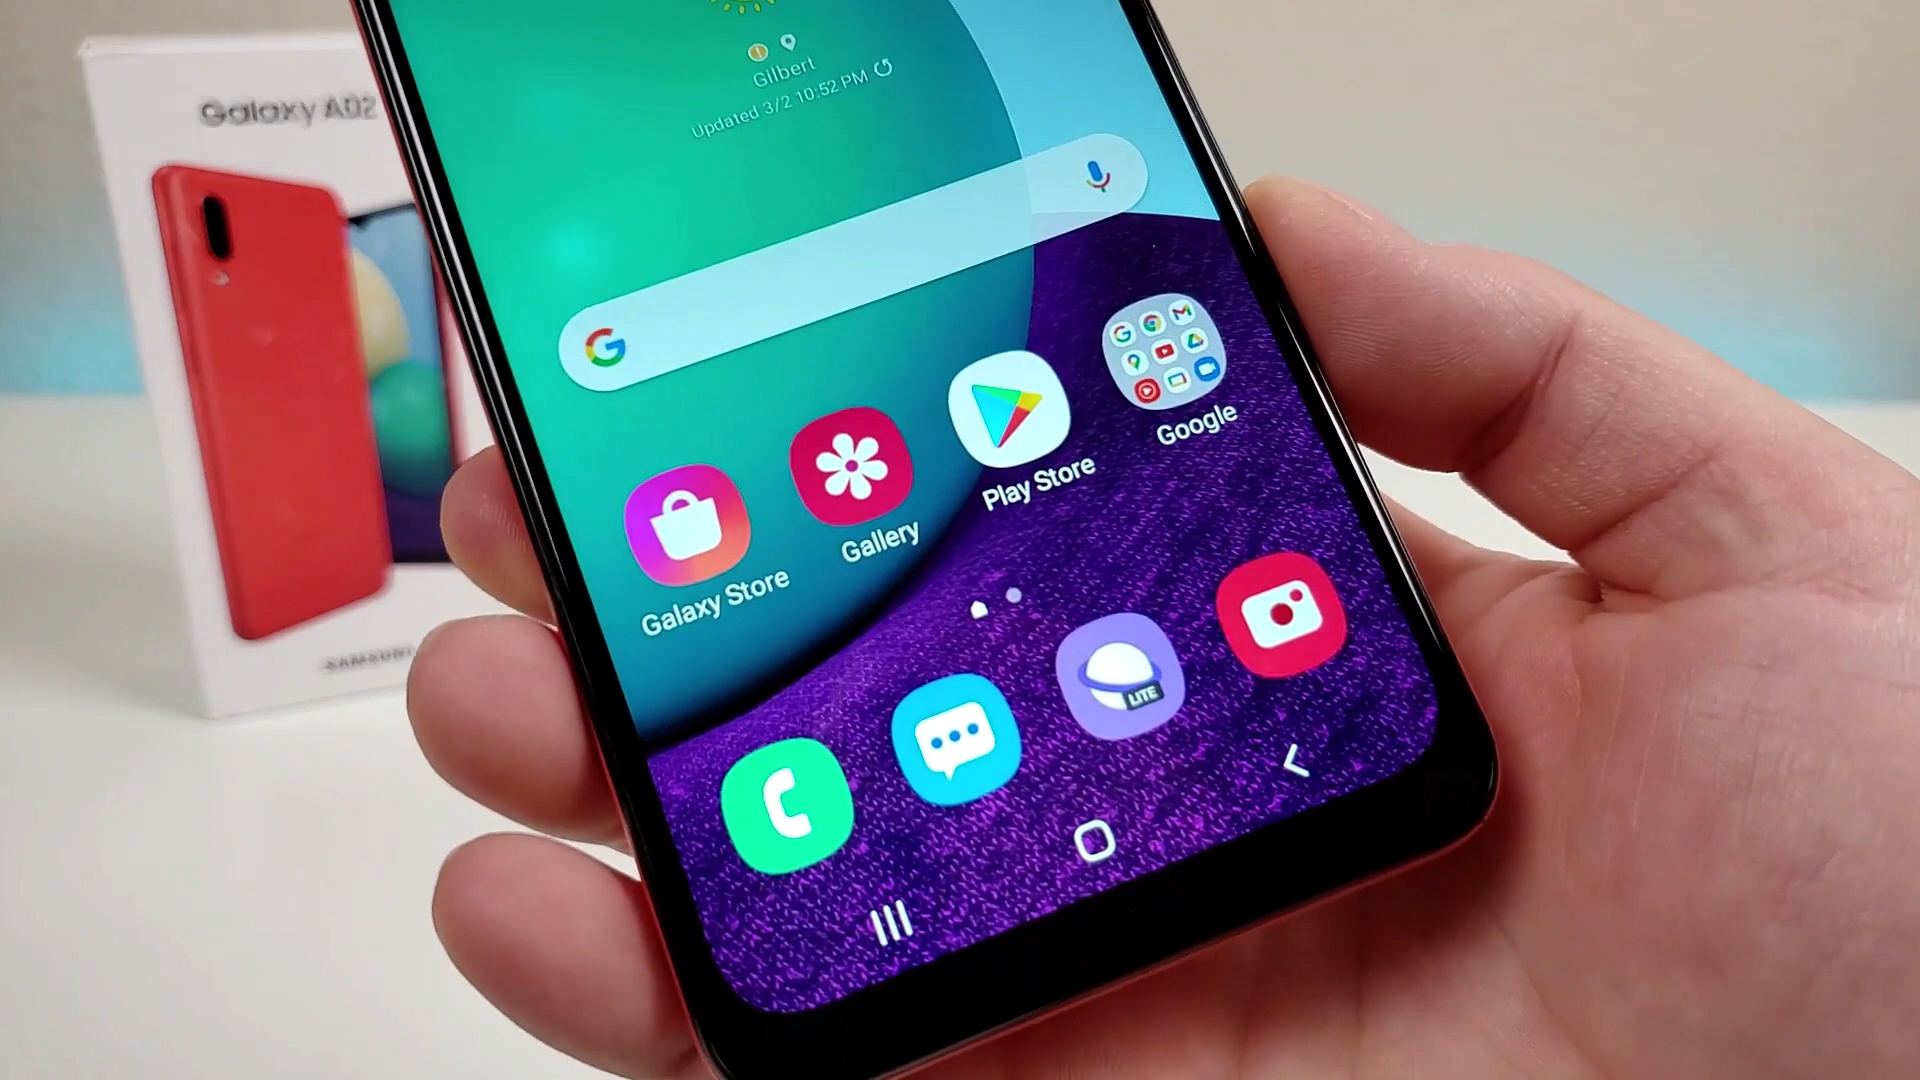 Galaxy A02
SAMSUNG
Gilbert
Updated 3/2 10:52 PM
Galaxy Store
Gallery
Play Store
Google
LITE